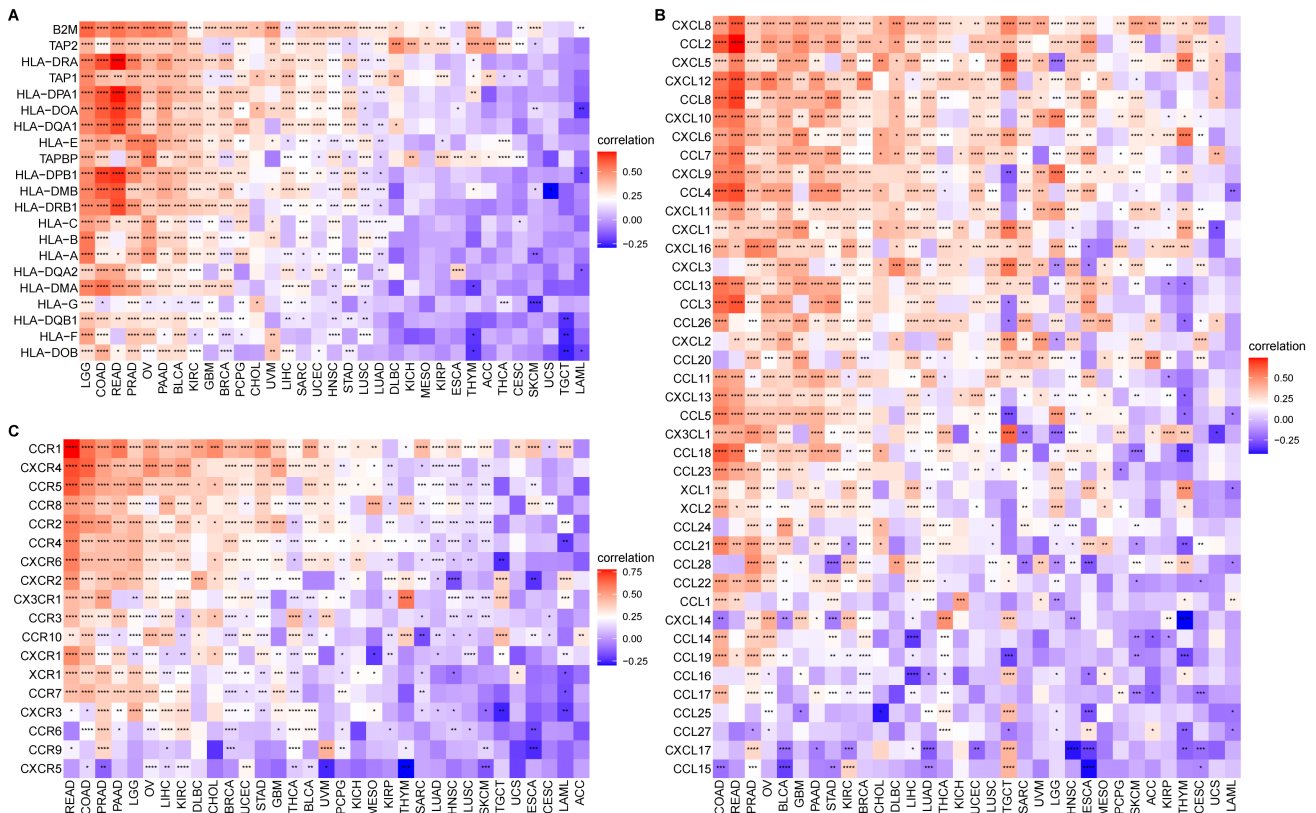 A
B2M
TAP2
HLA−DRA
TAP1
HLA−DPA1
HLA−DOA
HLA−DQA1
HLA−E
TAPBP
HLA−DPB1
HLA−DMB
HLA−DRB1
HLA−C
HLA−B
HLA−A
HLA−DQA2
HLA−DMA
HLA−G
HLA−DQB1
HLA−F
HLA−DOB
LGG COAD READ PRAD OV PAAD BLCA KIRC GBM BRCA PCPG CHOL UVM LIHC SARC UCEC HNSC STAD LUSC LUAD DLBC KICH MESO KIRP ESCA THYM ACC THCA CESC SKCM UCS TGCT LAML
correlation
0.50
0.25
0.00
−0.25
B
CXCL8
CCL2
CXCL5
CXCL12
CCL8
CXCL10
CXCL6
CCL7
CXCL9
CCL4
CXCL11
CXCL1
CXCL16
CXCL3
CCL13
CCL3
CCL26
CXCL2
CCL20
CCL11
CXCL13
CCL5
CX3CL1
CCL18
CCL23
XCL1
XCL2
CCL24
CCL21
CCL28
CCL22
CCL1
CXCL14
CCL14
CCL19
CCL16
CCL17
CCL25
CCL27
CXCL17
CCL15
COAD READ PRAD OV BLCA GBM PAAD STAD KIRC BRCA CHOL DLBC LIHC LUAD THCA KICH UCEC LUSC TGCT SARC UVM LGG HNSC ESCA MESO PCPG SKCM ACC KIRP THYM CESC UCS LAML
correlation
0.75
0.50
0.25
0.00
−0.25
C
CCR1
CXCR4
CCR5
CCR8
CCR2
CCR4
CXCR6
CXCR2
CX3CR1
CCR3
CCR10
CXCR1
XCR1
CCR7
CXCR3
CCR6
CCR9
CXCR5
READ COAD PRAD PAAD LGG OV LIHC KIRC DLBC CHOL BRCA UCEC STAD GBM THCA BLCA UVM PCPG KICH MESO KIRP THYM SARC LUAD HNSC LUSC SKCM TGCT UCS ESCA CESC LAML ACC
correlation
0.75
0.50
0.25
0.00
−0.25